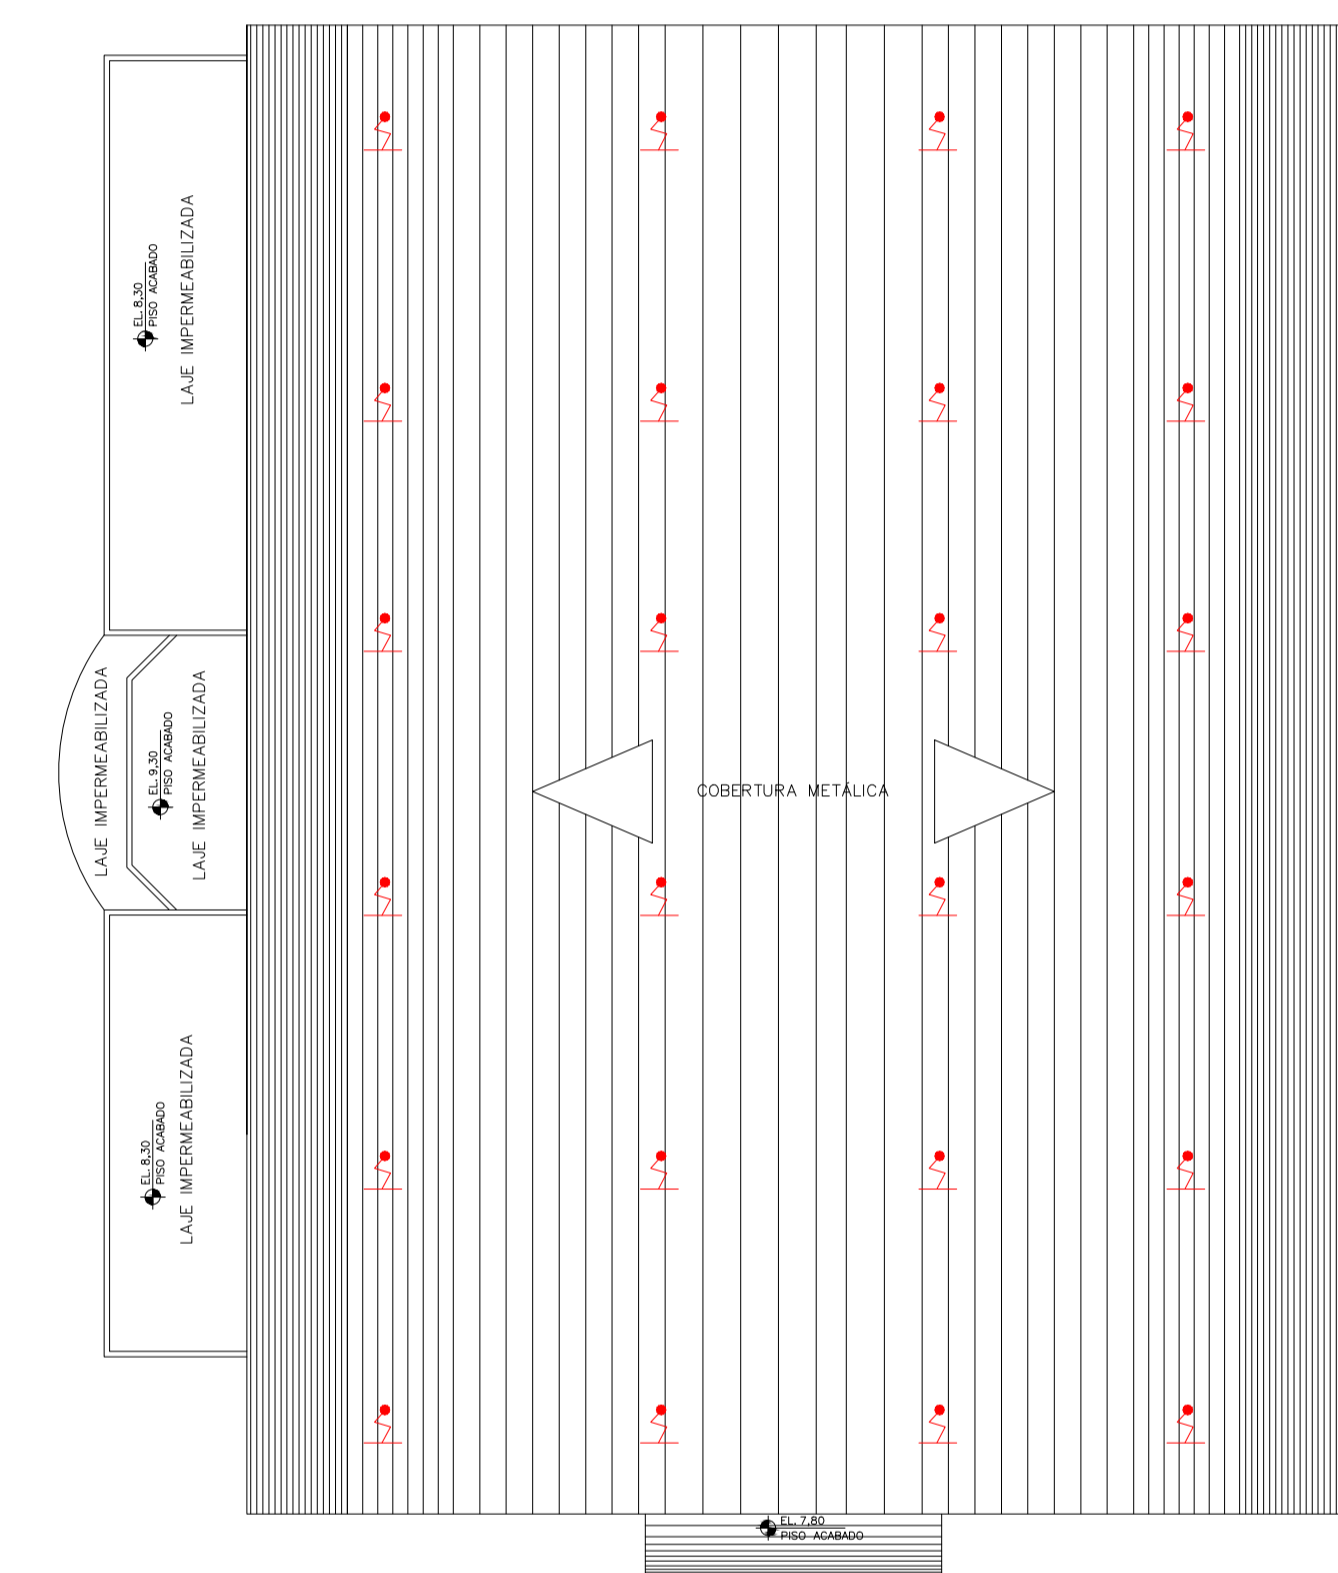 EL. 8,30
PISO ACABADO
LAJE IMPERMEABILIZADA
LAJE IMPERMEABILIZADA
EL. 9,30
PISO ACABADO
LAJE IMPERMEABILIZADA
COBERTURA METÁLICA
EL. 8,30
PISO ACABADO
LAJE IMPERMEABILIZADA
EL. 7,80
PISO ACABADO